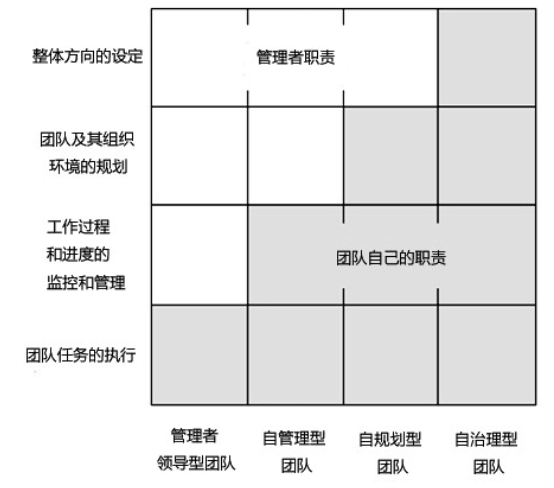 整体方向的设定
管理者职责
团队及其组织
环境的规划
工作过程
和进度的
监控和管理
团队自己的职责
团队任务的执行
管理者
领导型团队
自管理型
团队
自规划型
团队
自治理型
团队